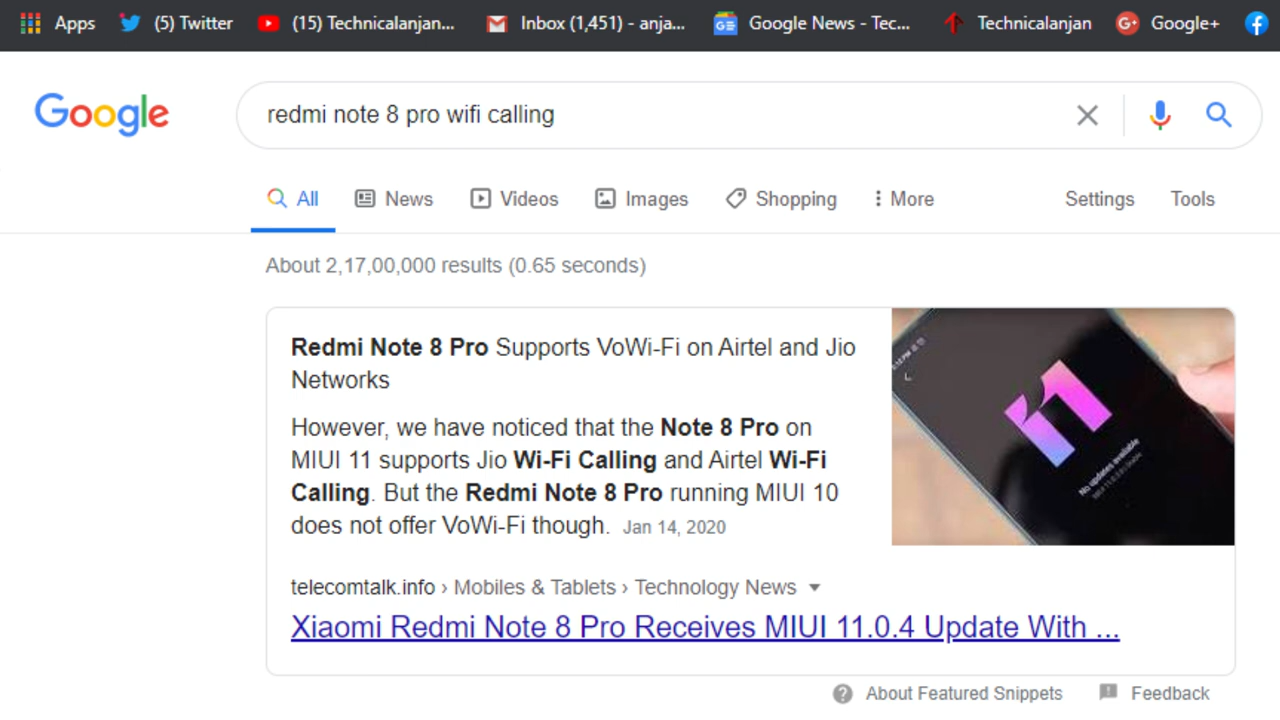 Apps (5) Twitter (15) Technicalanjan... Inbox (1,451) - anja... Google News - Tec... Technicalanjan Google+
Google redmi note 8 pro wifi calling
All News Videos Images Shopping More Settings Tools
About 2,17,00,000 results (0.65 seconds)
Redmi Note 8 Pro Supports VoWi-Fi on Airtel and Jio
Networks
However, we have noticed that the Note 8 Pro on
MIUI 11 supports Jio Wi-Fi Calling and Airtel Wi-Fi
Calling. But the Redmi Note 8 Pro running MIUI 10
does not offer VoWi-Fi though. Jan 14, 2020
No updates available
telecomtalk.info › Mobiles & Tablets › Technology News
Xiaomi Redmi Note 8 Pro Receives MIUI 11.0.4 Update With ...
About Featured Snippets Feedback